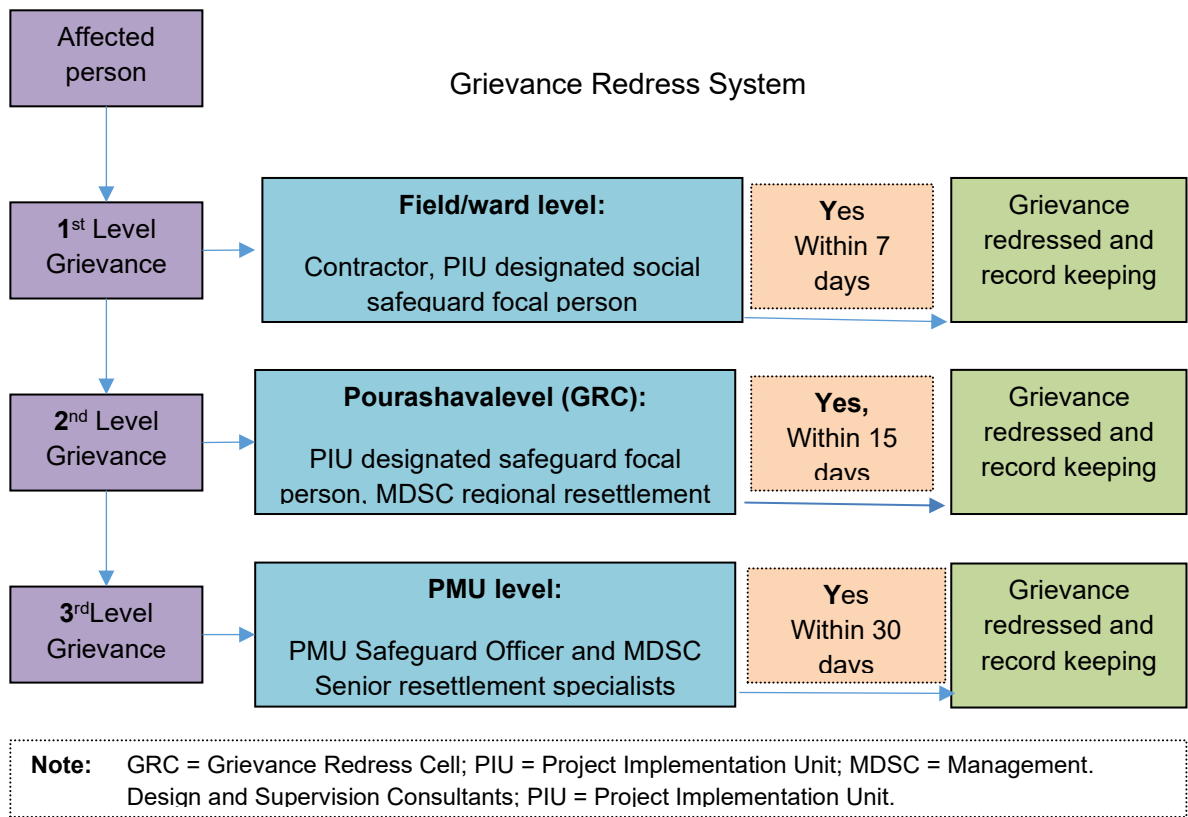 Affected
person
Grievance Redress System
1st Level
Grievance
Field/ward level:
Contractor, PIU designated social
safeguard focal person
Yes
Within 7
days
Grievance
redressed and
record keeping
2nd Level
Grievance
Pourashavalevel (GRC):
PIU designated safeguard focal
person, MDSC regional resettlement
Yes,
Within 15
days
Grievance
redressed and
record keeping
3rdLevel
Grievance
PMU level:
PMU Safeguard Officer and MDSC
Senior resettlement specialists
Yes
Within 30
days
Grievance
redressed and
record keeping
Note: GRC = Grievance Redress Cell; PIU = Project Implementation Unit; MDSC = Management.
Design and Supervision Consultants; PIU = Project Implementation Unit.